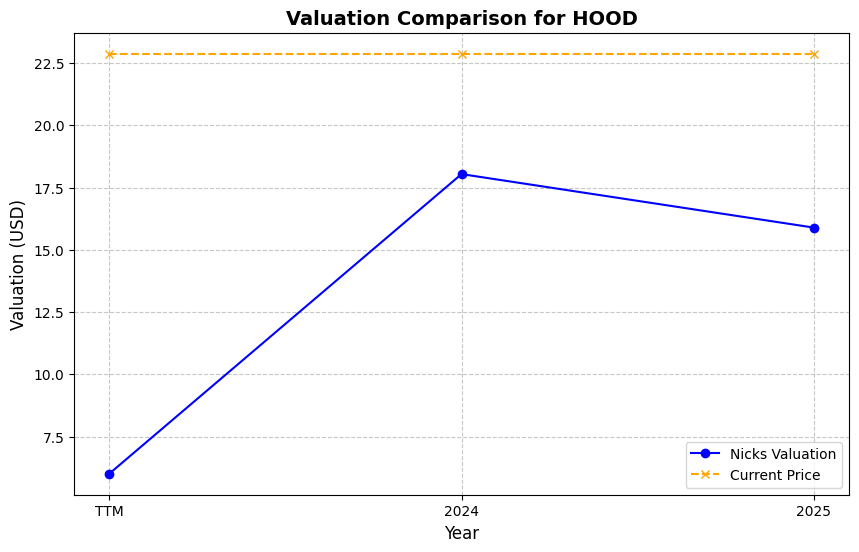 Valuation Comparison for HOOD
Valuation (USD)
22.5
20.0
17.5
15.0
12.5
10.0
7.5
TTM
2024
2025
Year
Nicks Valuation
Current Price